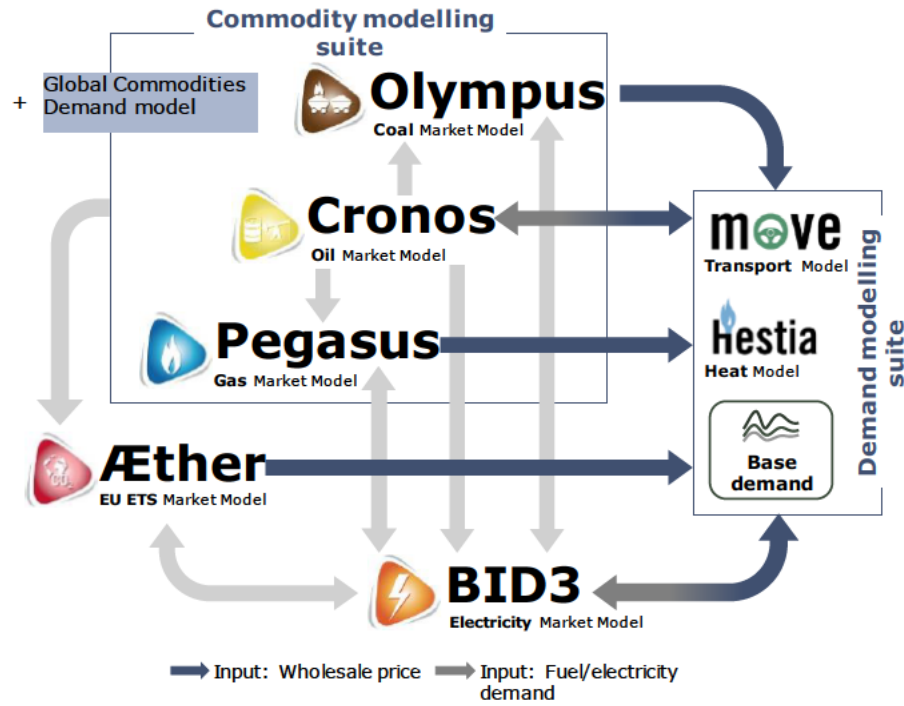 Commodity modelling
suite
+ Global Commodities
Demand model
Olympus
Coal Market Model
Cronos
Oil Market Model
Pegasus
Gas Market Model
Æther
EU ETS Market Model
BID3
Electricity Market Model
move
Transport Model
hestia
Heat Model
Base
demand
Demand modelling
suite
Input: Wholesale price
Input: Fuel/electricity
demand